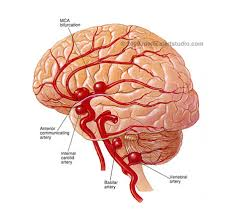 MCA
bifurcation
Anterior
communicating
artery
Internal
carotid
artery
Basilar
artery
Vertebral
artery